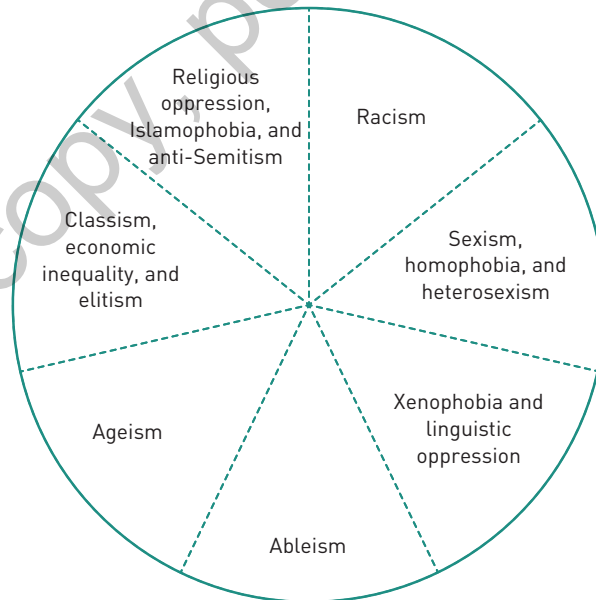 Religious
oppression,
Islamophobia, and
anti-Semitism
Racism
Classism,
economic
inequality, and
elitism
Sexism,
homophobia, and
heterosexism
Xenophobia and
linguistic
oppression
Ageism
Ableism
copy,